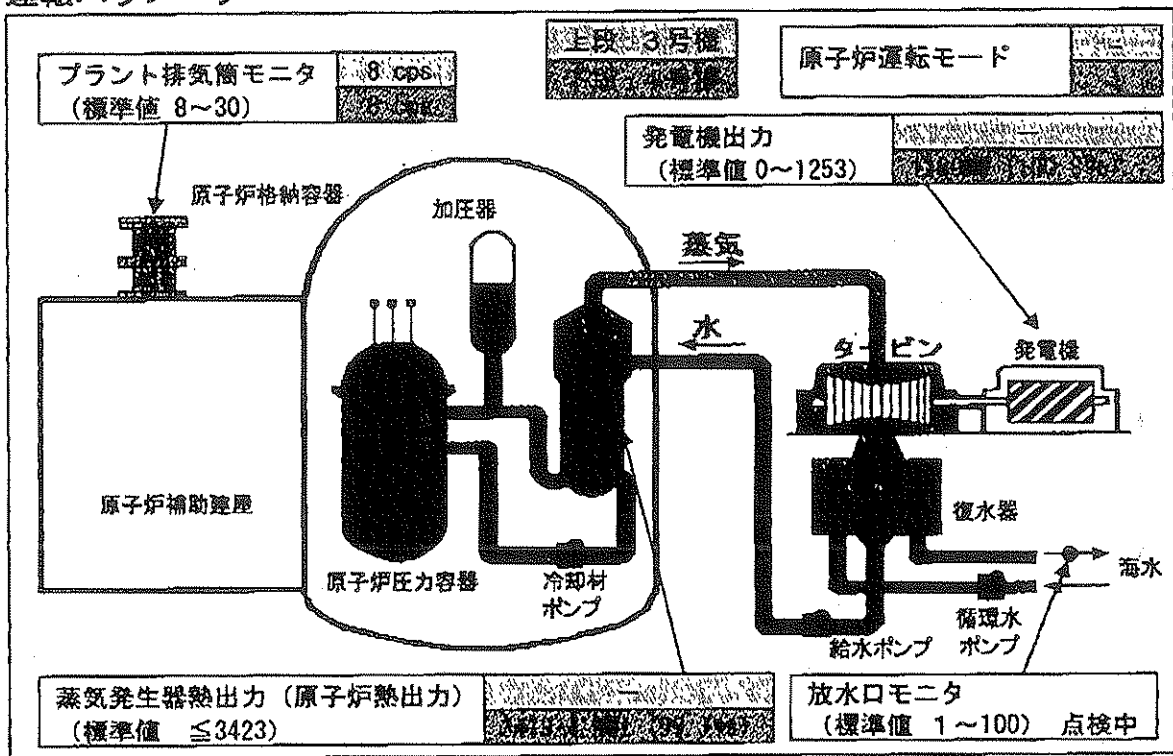 運転パラメータ
上段 3号機
原子炉運転モード
プラント排気筒モニタ
8 cps
(標準値 8～30)
8 cps
発電機出力
(標準値 0～1253)
原子炉格納容器
加圧器
蒸気
水
タービン
発電機
原子炉補助建屋
復水器
原子炉圧力容器
冷却材
ポンプ
海水
循環水
ポンプ
給水ポンプ
蒸気発生器熱出力 (原子炉熱出力)
(標準値 ≦3423)
放水口モニタ
(標準値 1～100) 点検中